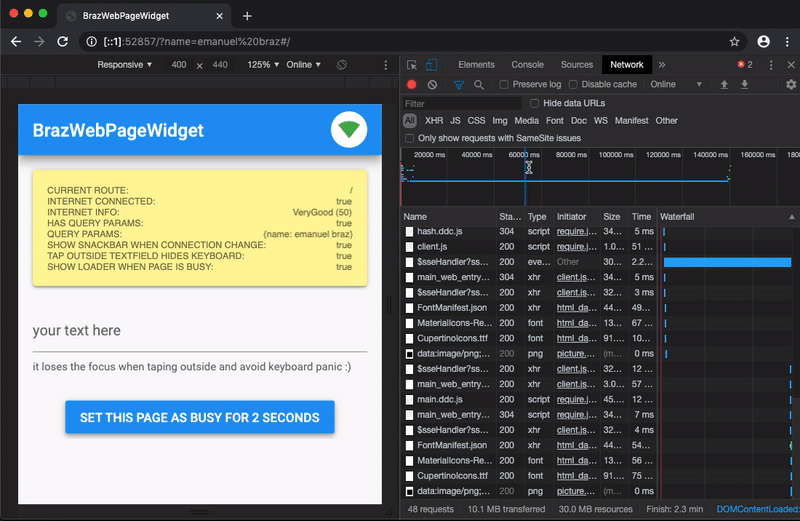 BrazWebPageWidget
[::1]:52857/?name=emanuel%20braz#/
Responsive 400 × 440 125% Online
Elements Console Sources Network » 2
Preserve log Disable cache Online
Filter Hide data URLs
All XHR JS CSS Img Media Font Doc WS Manifest Other
Only show requests with SameSite issues
20000 ms 40000 ms 60000 ms 80000 ms 100000 ms 120000 ms 140000 ms 160000 ms
BrazWebPageWidget
CURRENT ROUTE: /
INTERNET CONNECTED: true
INTERNET INFO: VeryGood (50)
HAS QUERY PARAMS: true
QUERY PARAMS: {name: emanuel braz}
SHOW SNACKBAR WHEN CONNECTION CHANGE: true
TAP OUTSIDE TEXTFIELD HIDES KEYBOARD: true
SHOW LOADER WHEN PAGE IS BUSY: true
your text here
it loses the focus when taping outside and avoid keyboard panic :)
SET THIS PAGE AS BUSY FOR 2 SECONDS
Name Sta... Type Initiator Size Time Waterfall
hash.ddc.js 304 script require.j... 34... 5 ms
client.js 200 script require.j... 1.0... 51 ...
$sseHandler?ss... 200 eve... Other 30... 2.2...
main_web_entry... 304 xhr client.js... 34... 5 ms
$sseHandler?ss... 200 xhr client.js... 32... 3 ms
FontManifest.json 200 xhr html_da... 44... 49...
MaterialIcons-Re... 200 font html_da... 13... 67 ...
CupertinoIcons.ttf 200 xhr html_da... 91.... 10...
data:image/png;... 200 png picture.... (m... 0 ms
$sseHandler?ss... 200 xhr client.js... 32... 12 ...
main_web_entry... 200 xhr client.js... 3.0... 57 ...
main.ddc.js 200 script require.j... 45... 12 ...
main_web_entry... 304 script require.j... 34... 7 ms
$sseHandler?ss... 200 xhr client.js... 32... 4 ms
FontManifest.json 200 xhr html_da... 44... 54...
MaterialIcons-Re... 200 font html_da... 13... 56 ...
CupertinoIcons.ttf 200 xhr html_da... 91.... 75 ...
data:image/png;... 200 png picture.... (m... 0 ms
48 requests 10.1 MB transferred 30.0 MB resources Finish: 2.3 min DOMContentLoaded: